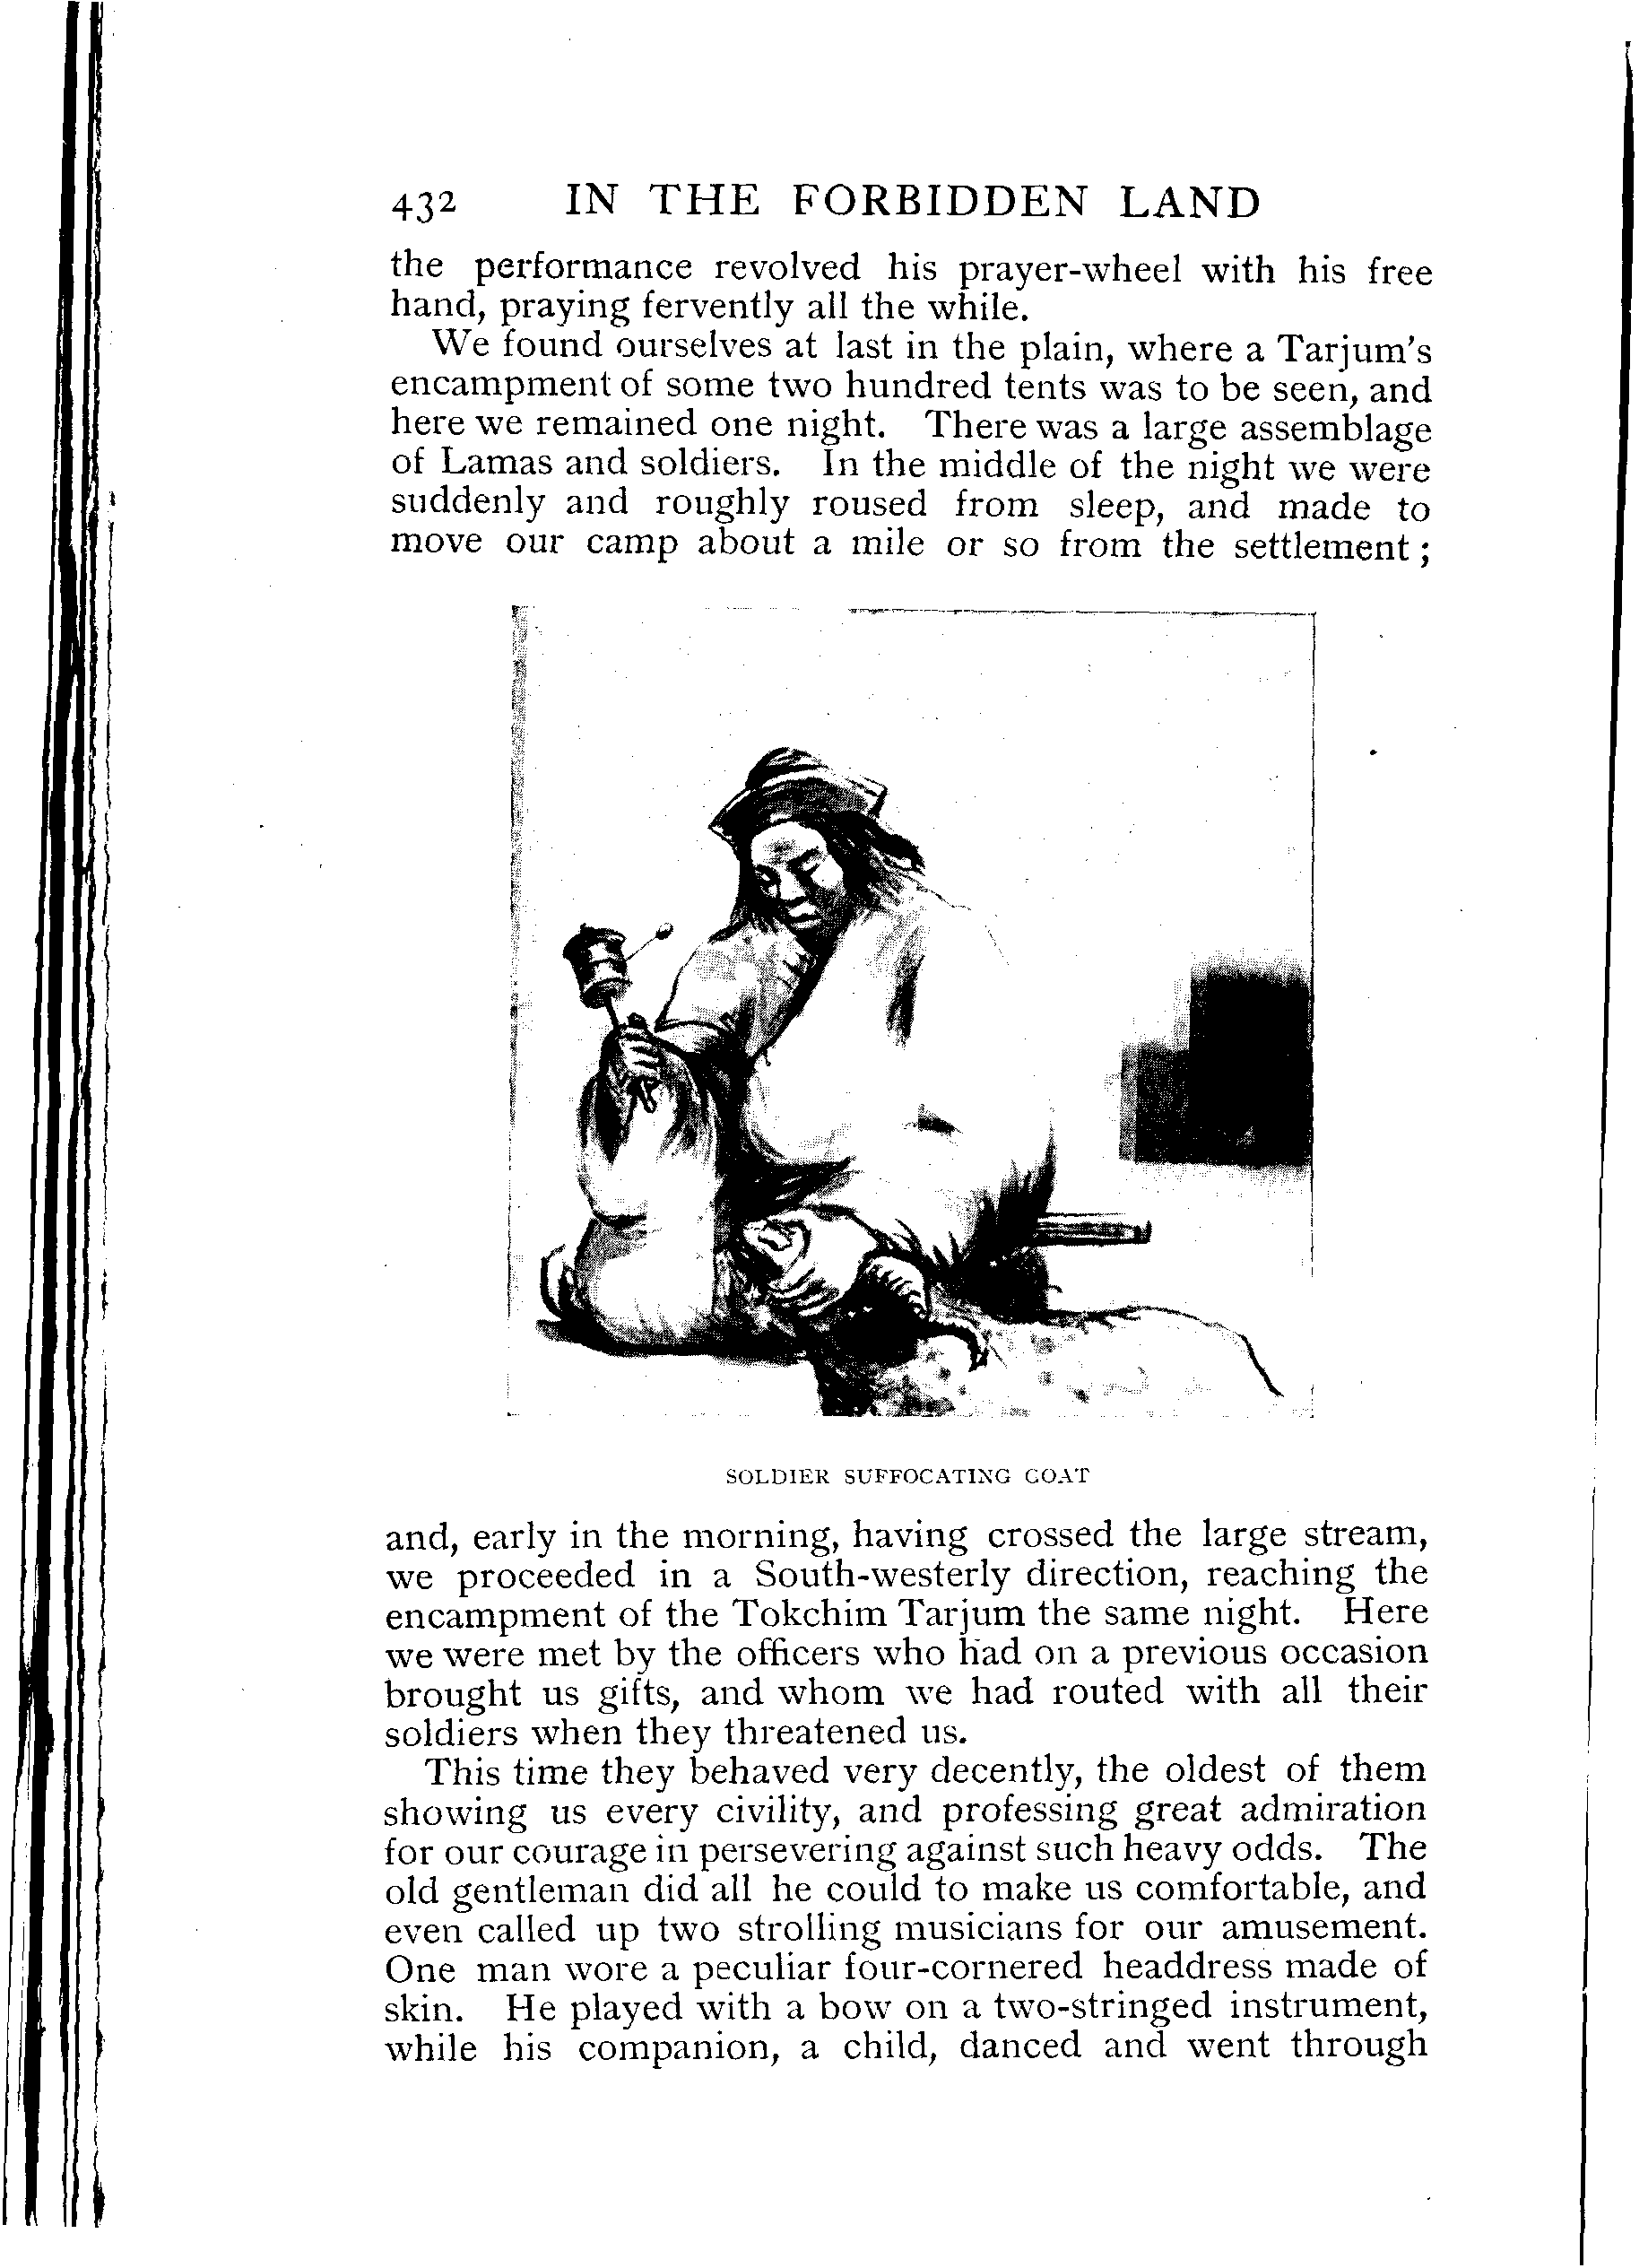 432 IN THE FORBIDDEN LAND
the performance revolved his prayer-wheel with his free
hand, praying fervently all the while.
We found ourselves at last in the plain, where a Tarjum's
encampment of some two hundred tents was to be seen, and
here we remained one night. There was a large assemblage
of Lamas and soldiers. In the middle of the night we were
suddenly and roughly roused from sleep, and made to
move our camp about a mile or so from the settlement;
SOLDIER SUFFOCATING GOAT
and, early in the morning, having crossed the large stream,
we proceeded in a South-westerly direction, reaching the
encampment of the Tokchim Tarjum the same night. Here
we were met by the officers who had on a previous occasion
brought us gifts, and whom we had routed with all their
soldiers when they threatened us.
This time they behaved very decently, the oldest of them
showing us every civility, and professing great admiration
for our courage in persevering against such heavy odds. The
old gentleman did all he could to make us comfortable, and
even called up two strolling musicians for our amusement.
One man wore a peculiar four-cornered headdress made of
skin. He played with a bow on a two-stringed instrument,
while his companion, a child, danced and went through